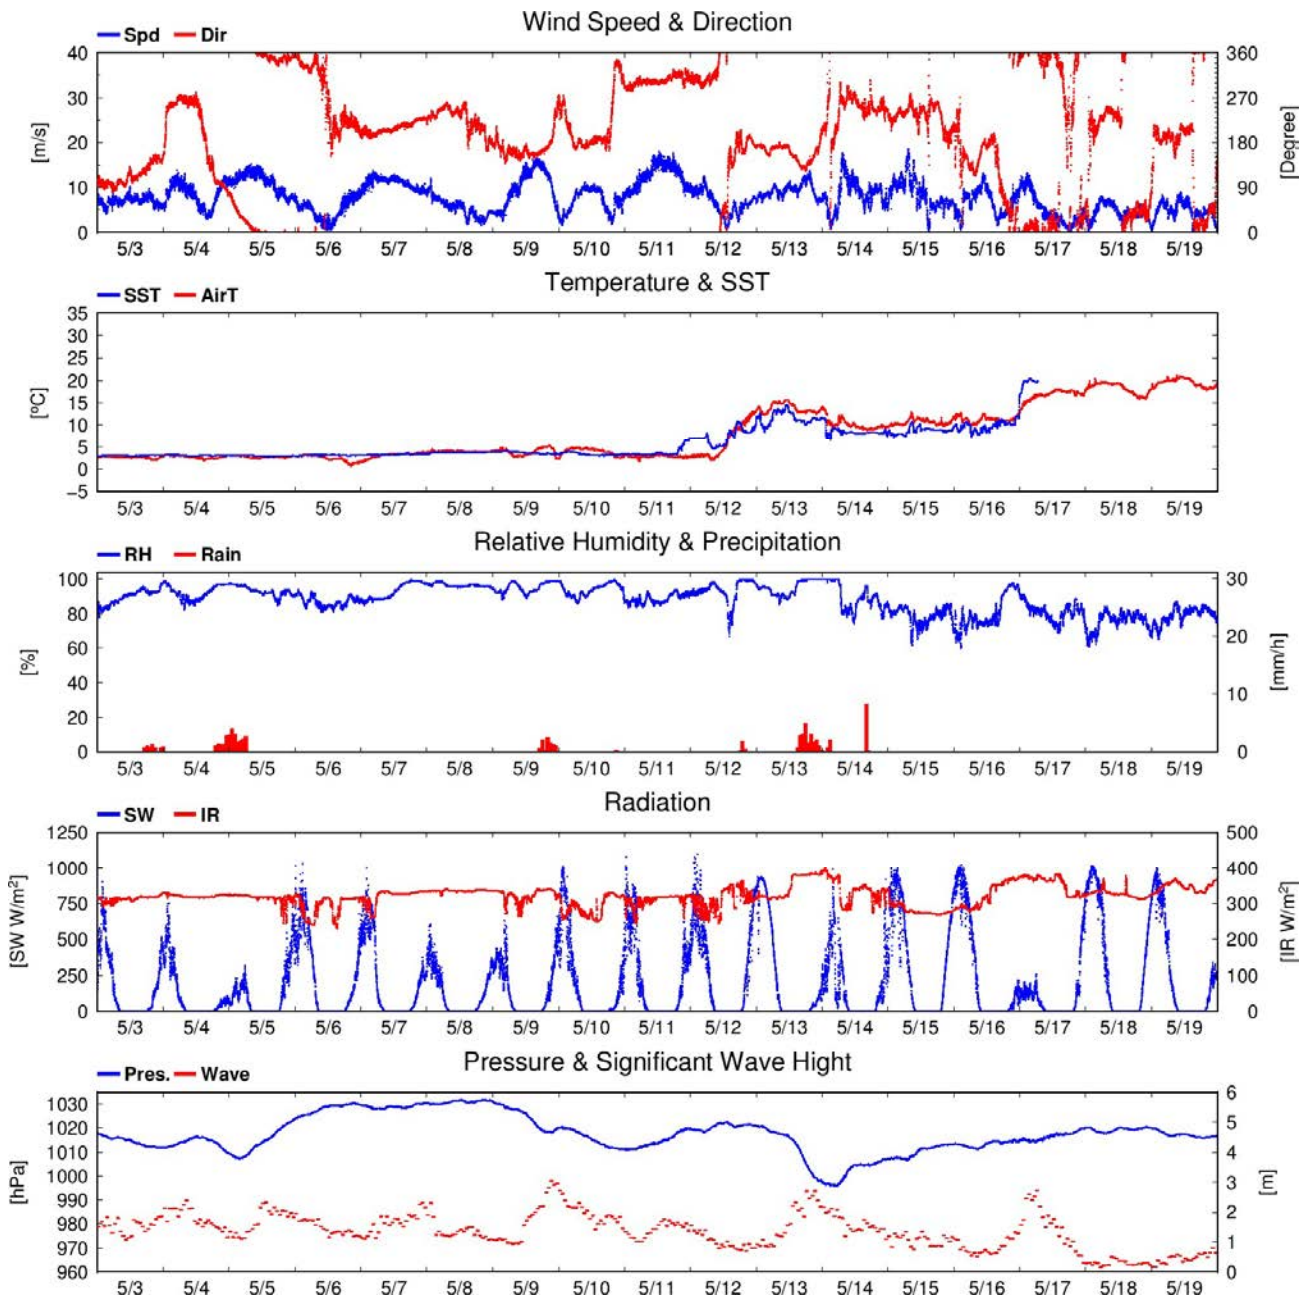 Wind Speed & Direction
Spd Dir
40 360
30 270
20 180
10 90
0 0
[m/s] [Degree]
5/3 5/4 5/5 5/6 5/7 5/8 5/9 5/10 5/11 5/12 5/13 5/14 5/15 5/16 5/17 5/18 5/19
Temperature & SST
SST AirT
35
30
25
20
15
10
5
0
−5
[ºC]
5/3 5/4 5/5 5/6 5/7 5/8 5/9 5/10 5/11 5/12 5/13 5/14 5/15 5/16 5/17 5/18 5/19
Relative Humidity & Precipitation
RH Rain
100 30
80
60 20
40 10
20
0 0
[%] [mm/h]
5/3 5/4 5/5 5/6 5/7 5/8 5/9 5/10 5/11 5/12 5/13 5/14 5/15 5/16 5/17 5/18 5/19
Radiation
SW IR
1250 500
1000 400
750 300
500 200
250 100
0 0
[SW W/m²] [IR W/m²]
5/3 5/4 5/5 5/6 5/7 5/8 5/9 5/10 5/11 5/12 5/13 5/14 5/15 5/16 5/17 5/18 5/19
Pressure & Significant Wave Hight
Pres. Wave
1030 6
1020 5
1010 4
1000 3
990 2
980 1
970 0
960
[hPa] [m]
5/3 5/4 5/5 5/6 5/7 5/8 5/9 5/10 5/11 5/12 5/13 5/14 5/15 5/16 5/17 5/18 5/19